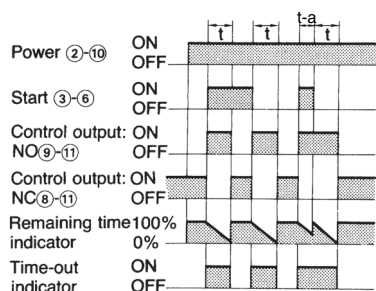 t t t-a t
Power ②-⑩ ON
OFF
Start ③-⑥ ON
OFF
Control output: ON
NO⑨-⑪ OFF
Control output: ON
NC⑧-⑪ OFF
Remaining time 100%
indicator 0%
Time-out ON
indicator OFF